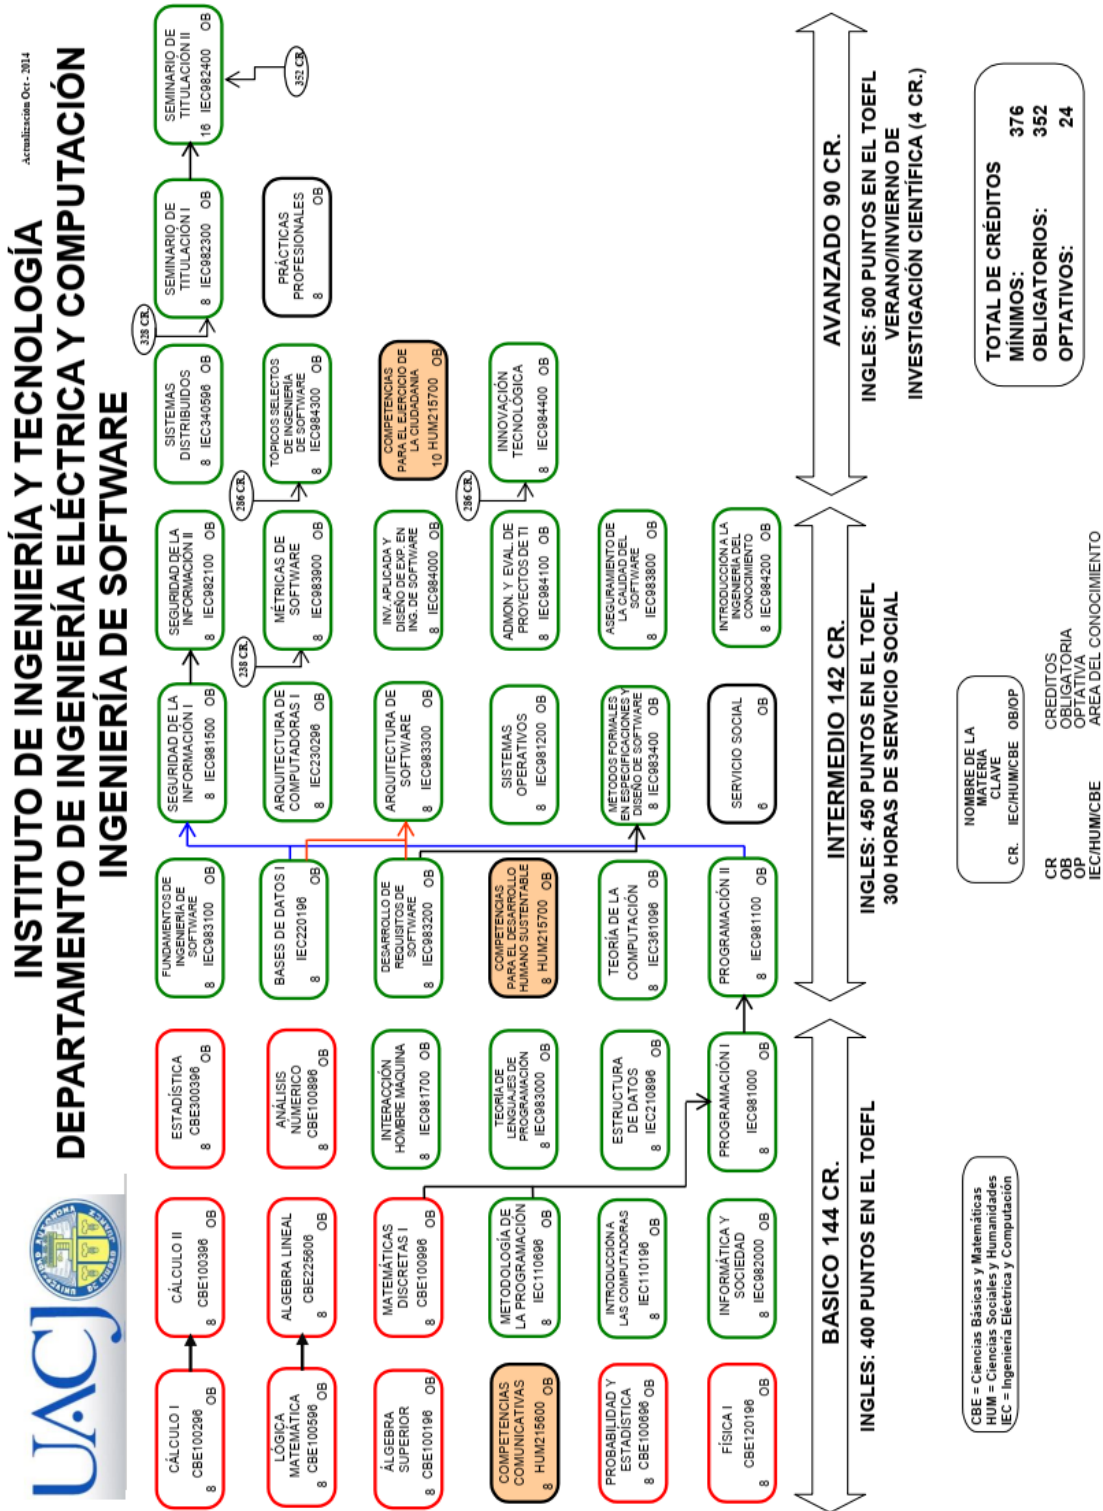 INSTITUTO DE INGENIERÍA Y TECNOLOGÍA
Actualización Oct - 2014
DEPARTAMENTO DE INGENIERÍA ELÉCTRICA Y COMPUTACIÓN
INGENIERÍA DE SOFTWARE
UACJ
CÁLCULO I
CBE100296
8 OB
LÓGICA
MATEMÁTICA
8 CBE100596 OB
ÁLGEBRA
SUPERIOR
8 CBE100196 OB
COMPETENCIAS
COMUNICATIVAS
HUM215600
8 OB
PROBABILIDAD Y
ESTADÍSTICA
8 CBE100696 OB
FÍSICA I
CBE120196
8 OB
CÁLCULO II
CBE100396
8 OB
ALGEBRA LINEAL
CBE225606
8 OB
MATEMÁTICAS
DISCRETAS I
CBE100996
8 OB
METODOLOGÍA DE
LA PROGRAMACIÓN
IEC110696
8 OB
INTRODUCCIÓN A
LAS COMPUTADORAS
IEC110196
8 OB
INFORMÁTICA Y
SOCIEDAD
8 IEC982000 OB
ESTADÍSTICA
CBE300396
8 OB
ANÁLISIS
NUMERICO
CBE100896
8 OB
INTERACCIÓN
HOMBRE MÁQUINA
8 IEC981700 OB
TEORÍA DE
LENGUAJES DE
PROGRAMACIÓN
8 IEC983000 OB
ESTRUCTURA
DE DATOS
8 IEC210896 OB
PROGRAMACIÓN I
IEC981000
8 OB
FUNDAMENTOS DE
INGENIERÍA DE
SOFTWARE
8 IEC983100 OB
BASES DE DATOS I
IEC220196
8 OB
DESARROLLO DE
REQUISITOS DE
SOFTWARE
8 IEC983200 OB
COMPETENCIAS
PARA EL DESARROLLO
HUMANO SUSTENTABLE
8 HUM215700 OB
TEORÍA DE LA
COMPUTACIÓN
8 IEC361096 OB
PROGRAMACIÓN II
8 IEC981100 OB
SEGURIDAD DE LA
INFORMACIÓN I
8 IEC981500 OB
ARQUITECTURA DE
COMPUTADORAS I
8 IEC230296 OB
ARQUITECTURA DE
SOFTWARE
8 IEC983300 OB
SISTEMAS
OPERATIVOS
8 IEC981200 OB
MÉTODOS FORMALES
EN ESPECIFICACIONES Y
DISEÑO DE SOFTWARE
8 IEC983400 OB
SERVICIO SOCIAL
6 OB
238 CR.
SEGURIDAD DE LA
INFORMACIÓN II
8 IEC982100 OB
MÉTRICAS DE
SOFTWARE
8 IEC983900 OB
INV. APLICADA Y
DISEÑO DE EXP. EN
ING. DE SOFTWARE
8 IEC984000 OB
ADMON. Y EVAL. DE
PROYECTOS DE TI
8 IEC984100 OB
ASEGURAMIENTO DE
LA CALIDAD DEL
SOFTWARE
8 IEC983800 OB
INTRODUCCIÓN A LA
INGENIERÍA DEL
CONOCIMIENTO
8 IEC984200 OB
286 CR.
286 CR.
SISTEMAS
DISTRIBUIDOS
8 IEC340596 OB
TÓPICOS SELECTOS
DE INGENIERÍA
DE SOFTWARE
8 IEC984300 OB
COMPETENCIAS
PARA EL EJERCICIO DE
LA CIUDADANÍA
10 HUM215700 OB
INNOVACIÓN
TECNOLÓGICA
8 IEC984400 OB
328 CR.
SEMINARIO DE
TITULACIÓN I
8 IEC982300 OB
PRÁCTICAS
PROFESIONALES
8 OB
SEMINARIO DE
TITULACIÓN II
16 IEC982400 OB
352 CR.
BASICO 144 CR.
INGLES: 400 PUNTOS EN EL TOEFL
INTERMEDIO 142 CR.
INGLES: 450 PUNTOS EN EL TOEFL
300 HORAS DE SERVICIO SOCIAL
AVANZADO 90 CR.
INGLES: 500 PUNTOS EN EL TOEFL
VERANO/INVIERNO DE
INVESTIGACIÓN CIENTÍFICA (4 CR.)
CBE = Ciencias Básicas y Matemáticas
HUM = Ciencias Sociales y Humanidades
IEC = Ingeniería Eléctrica y Computación
NOMBRE DE LA
MATERIA
CLAVE
CR. IEC/HUM/CBE OB/OP
CR CREDITOS
OB OBLIGATORIA
OP OPTATIVA
IEC/HUM/CBE AREA DEL CONOCIMIENTO
TOTAL DE CRÉDITOS
MÍNIMOS: 376
OBLIGATORIOS: 352
OPTATIVOS: 24